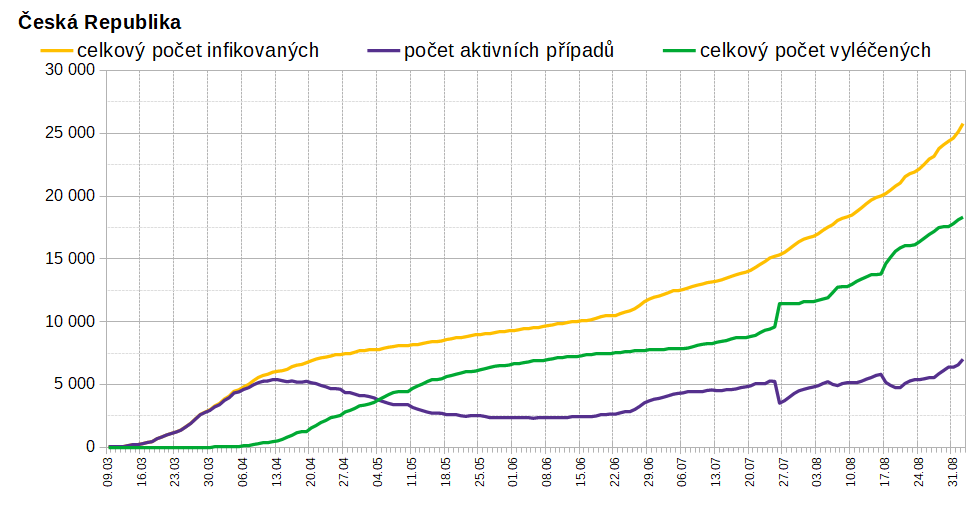 Česká Republika
celkový počet infikovaných počet aktivních případů celkový počet vyléčených
30 000
25 000
20 000
15 000
10 000
5 000
0
09.03 16.03 23.03 30.03 06.04 13.04 20.04 27.04 04.05 11.05 18.05 25.05 01.06 08.06 15.06 22.06 29.06 06.07 13.07 20.07 27.07 03.08 10.08 17.08 24.08 31.08